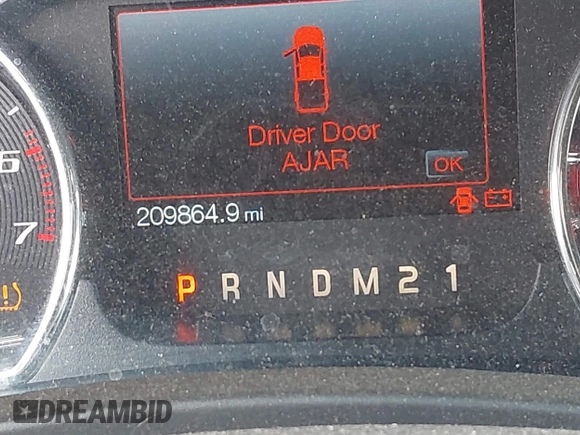 Driver Door
AJAR
OK
6
209864.9 mi
7
P R N D M 2 1
DREAMBID